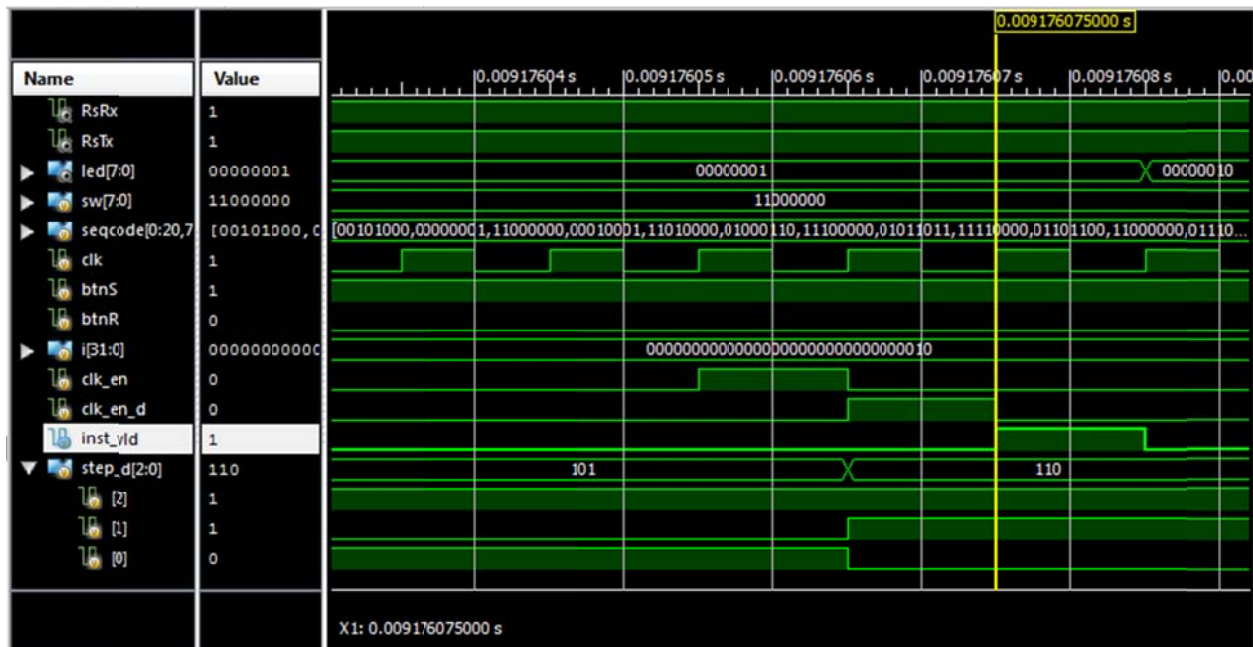 0.009176075000 s
Name Value
0.00917604 s 0.00917605 s 0.00917606 s 0.00917607 s 0.00917608 s 0.00
RsRx 1
RsTx 1
led[7:0] 00000001 00000001 00000010
sw[7:0] 11000000 11000000
seqcode[0:20,7 [00101000,0 [00101000,00000001,11000000,00010001,11010000,01000110,11100000,01011011,11110000,01101100,11000000,01110...
clk 1
btnS 1
btnR 0
i[31:0] 00000000000 00000000000000000000000000000010
clk_en 0
clk_en_d 0
inst_vld 1
step_d[2:0] 110 101 110
[2] 1
[1] 1
[0] 0
X1: 0.009176075000 s